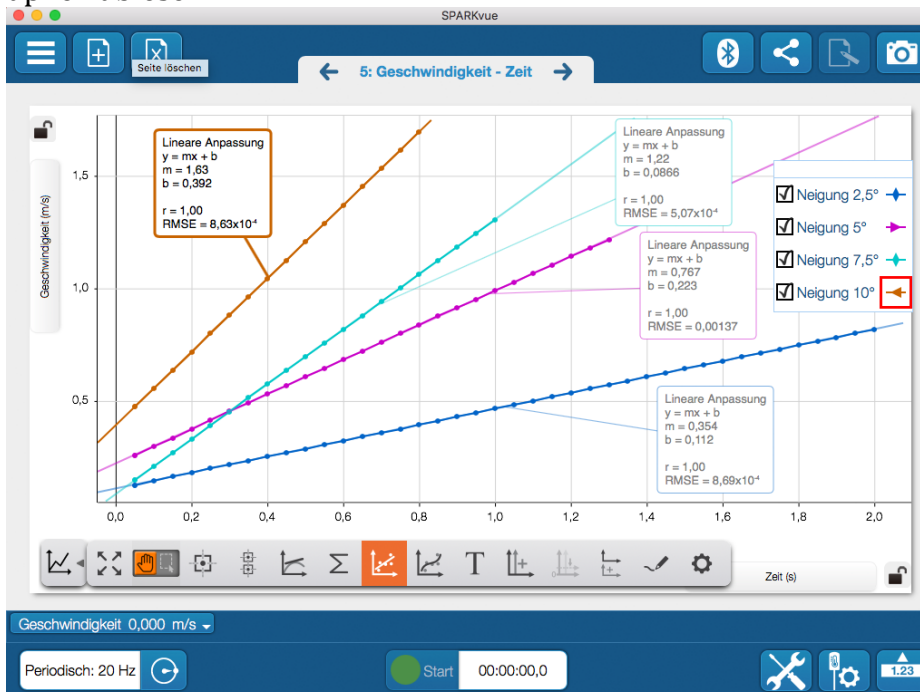 SPARKvue
Seite löschen
5: Geschwindigkeit - Zeit
Lineare Anpassung
y = mx + b
m = 1,63
b = 0,392
r = 1,00
RMSE = 8,63x10⁻⁴
Lineare Anpassung
y = mx + b
m = 1,22
b = 0,0866
r = 1,00
RMSE = 5,07x10⁻⁴
Lineare Anpassung
y = mx + b
m = 0,767
b = 0,223
r = 1,00
RMSE = 0,00137
Lineare Anpassung
y = mx + b
m = 0,354
b = 0,112
r = 1,00
RMSE = 8,69x10⁻⁴
Neigung 2,5°
Neigung 5°
Neigung 7,5°
Neigung 10°
Geschwindigkeit (m/s)
1,5
1,0
0,5
0,0 0,2 0,4 0,6 0,8 1,0 1,2 1,4 1,6 1,8 2,0
Σ T
Zeit (s)
Geschwindigkeit 0,000 m/s
Periodisch: 20 Hz
Start 00:00:00,0
1.23